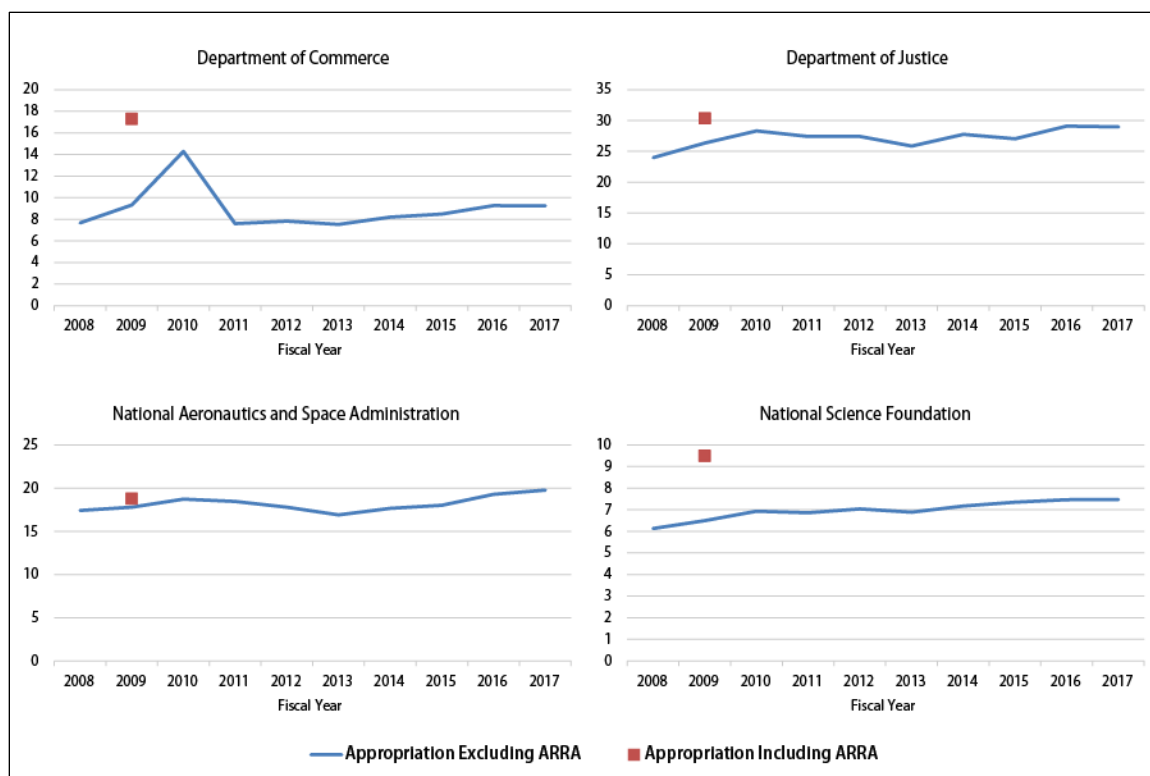 Department of Commerce
20
18
16
14
12
10
8
6
4
2
0
2008 2009 2010 2011 2012 2013 2014 2015 2016 2017
Fiscal Year
Department of Justice
35
30
25
20
15
10
5
0
2008 2009 2010 2011 2012 2013 2014 2015 2016 2017
Fiscal Year
National Aeronautics and Space Administration
25
20
15
10
5
0
2008 2009 2010 2011 2012 2013 2014 2015 2016 2017
Fiscal Year
National Science Foundation
10
9
8
7
6
5
4
3
2
1
0
2008 2009 2010 2011 2012 2013 2014 2015 2016 2017
Fiscal Year
Appropriation Excluding ARRA
Appropriation Including ARRA